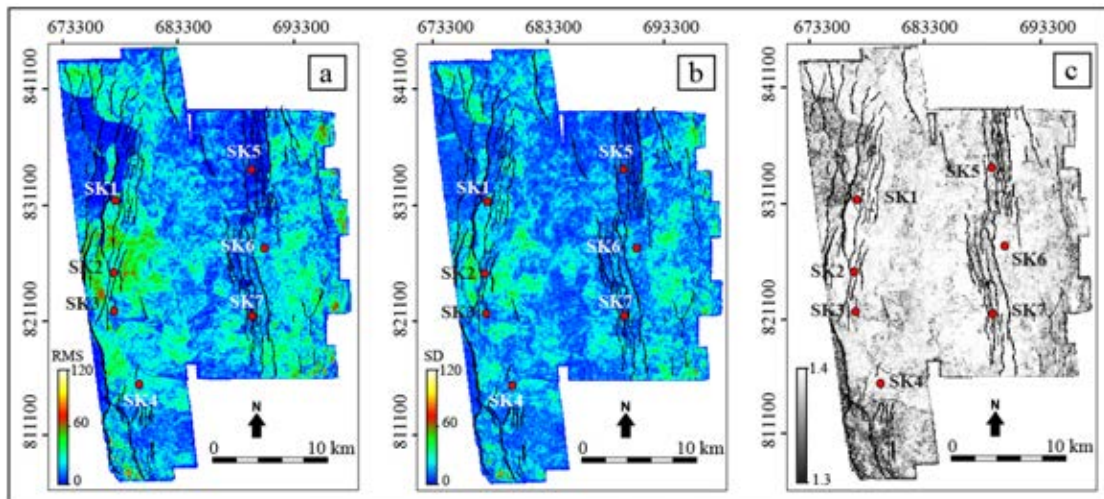 673300 683300 693300 673300 683300 693300 673300 683300 693300
a b c
841100 841100 841100
SK5 SK5 SK5
SK1 SK1 SK1
831100 831100 831100
SK6 SK6 SK6
SK2 SK2 SK2
SK3 SK7 SK3 SK7 SK3 SK7
821100 821100 821100
RMS SD
120 120 1.4
SK4 SK4 SK4
60 60
N N N
811100 811100 811100
0 10 km 0 10 km 0 10 km
0 0 1.3